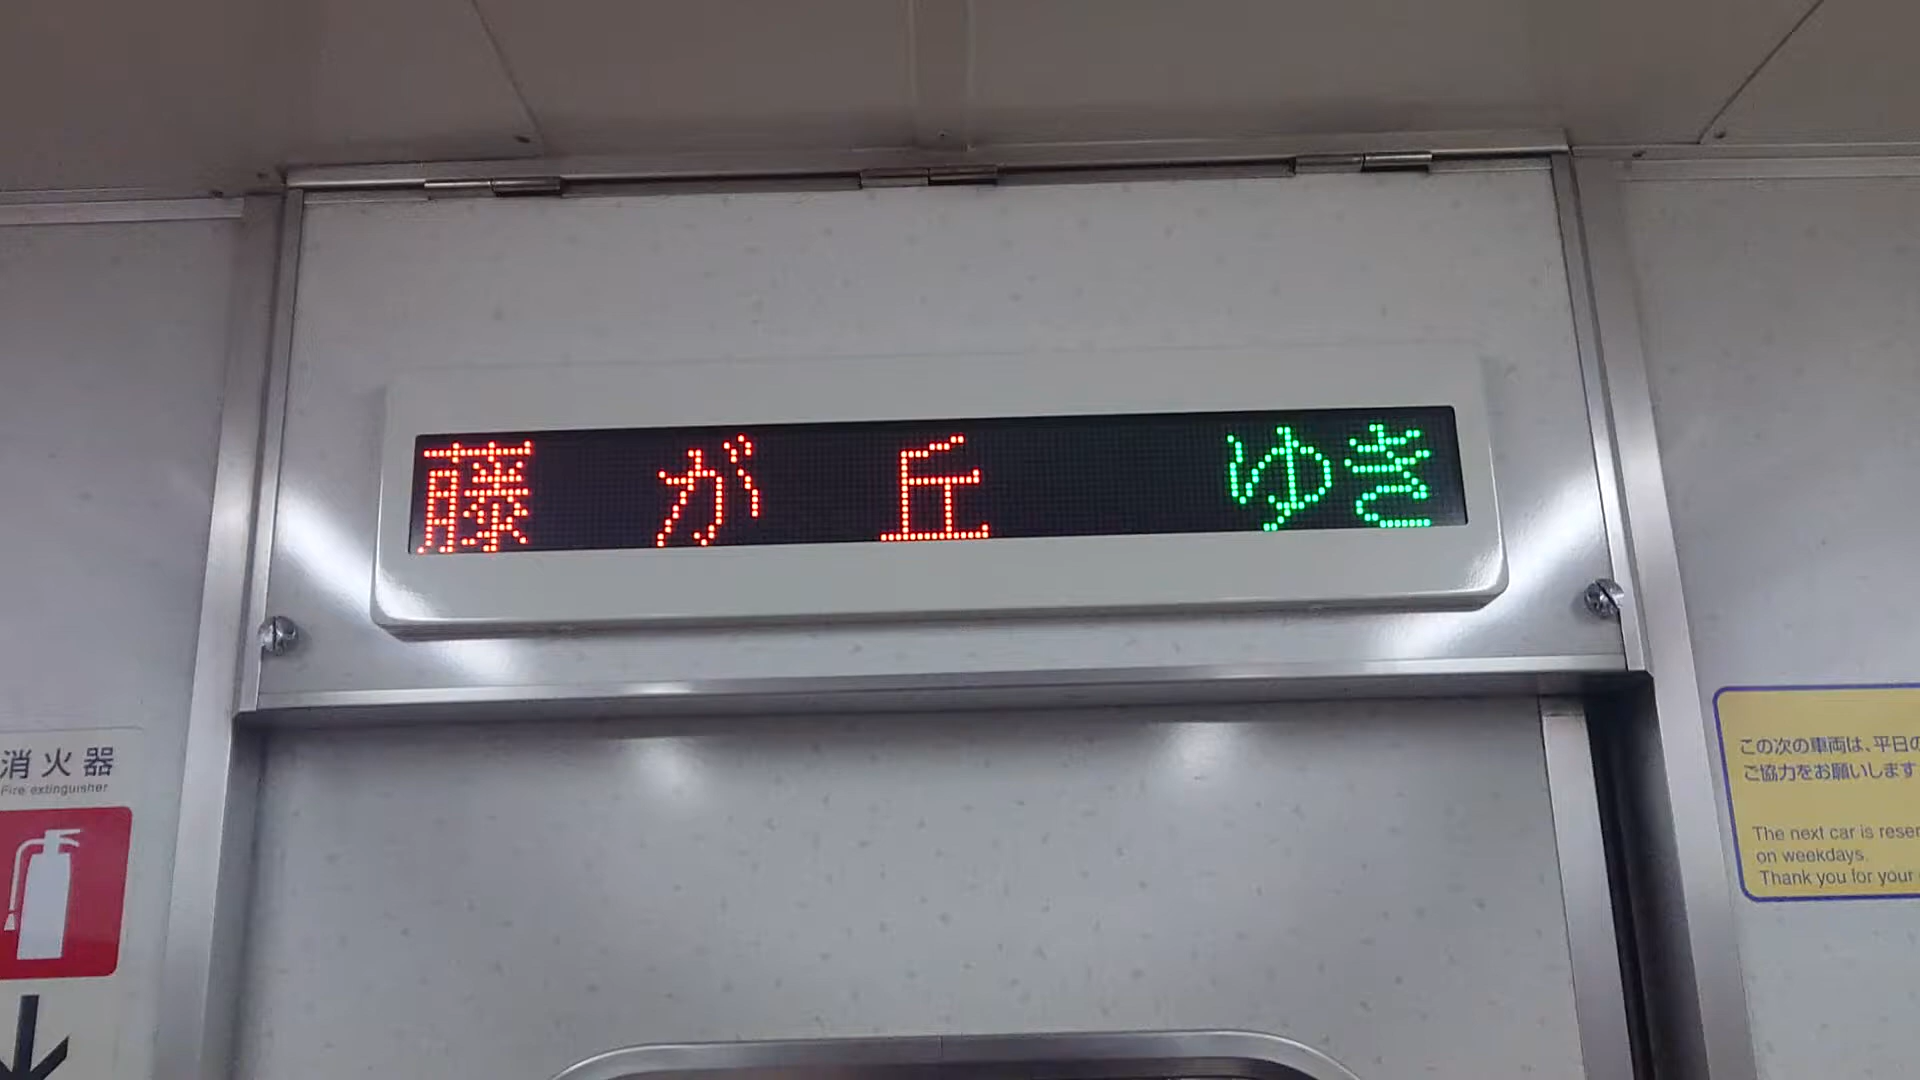 藤が丘 ゆき
消火器
Fire extinguisher
この次の車両は、平日の
ご協力をお願いします
The next car is reser
on weekdays.
Thank you for your